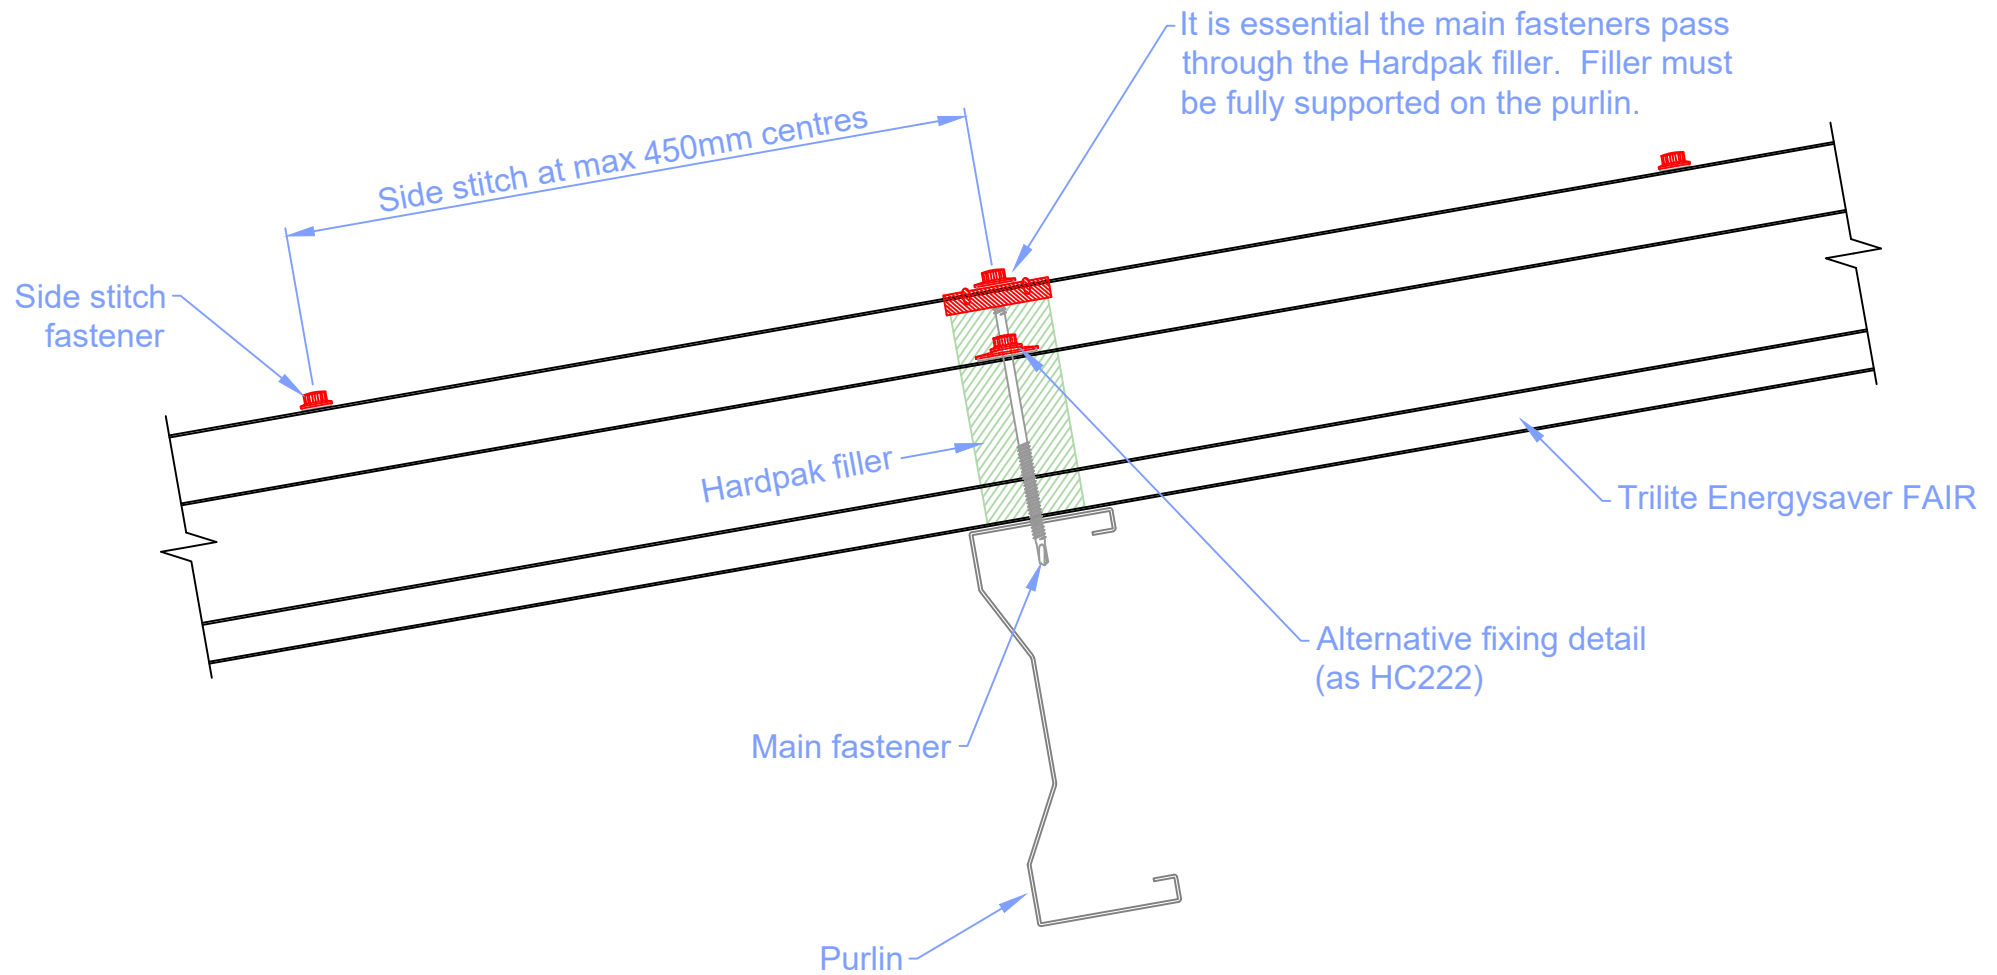 It is essential the main fasteners pass
through the Hardpak filler.  Filler must
be fully supported on the purlin.
Side stitch at max 450mm centres
Side stitch
fastener
Hardpak filler
Trilite Energysaver FAIR
Alternative fixing detail
(as HC222)
Main fastener
Purlin